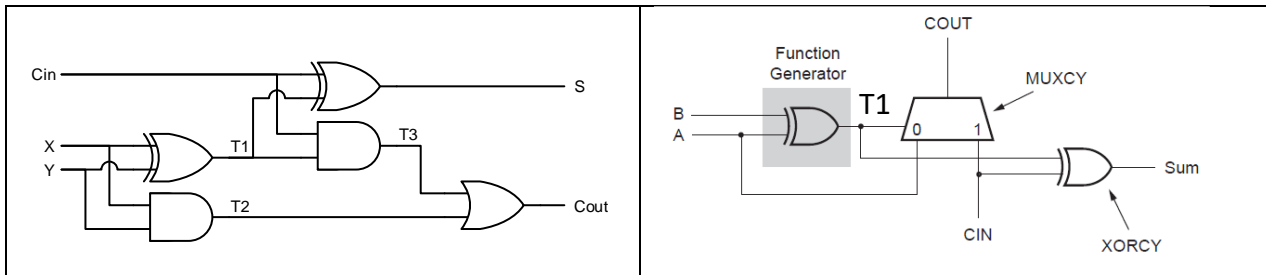 Cin
S
T3
X
T1
Y
T2
Cout
COUT
Function
Generator
MUXCY
B
T1
A
0 1
Sum
CIN
XORCY